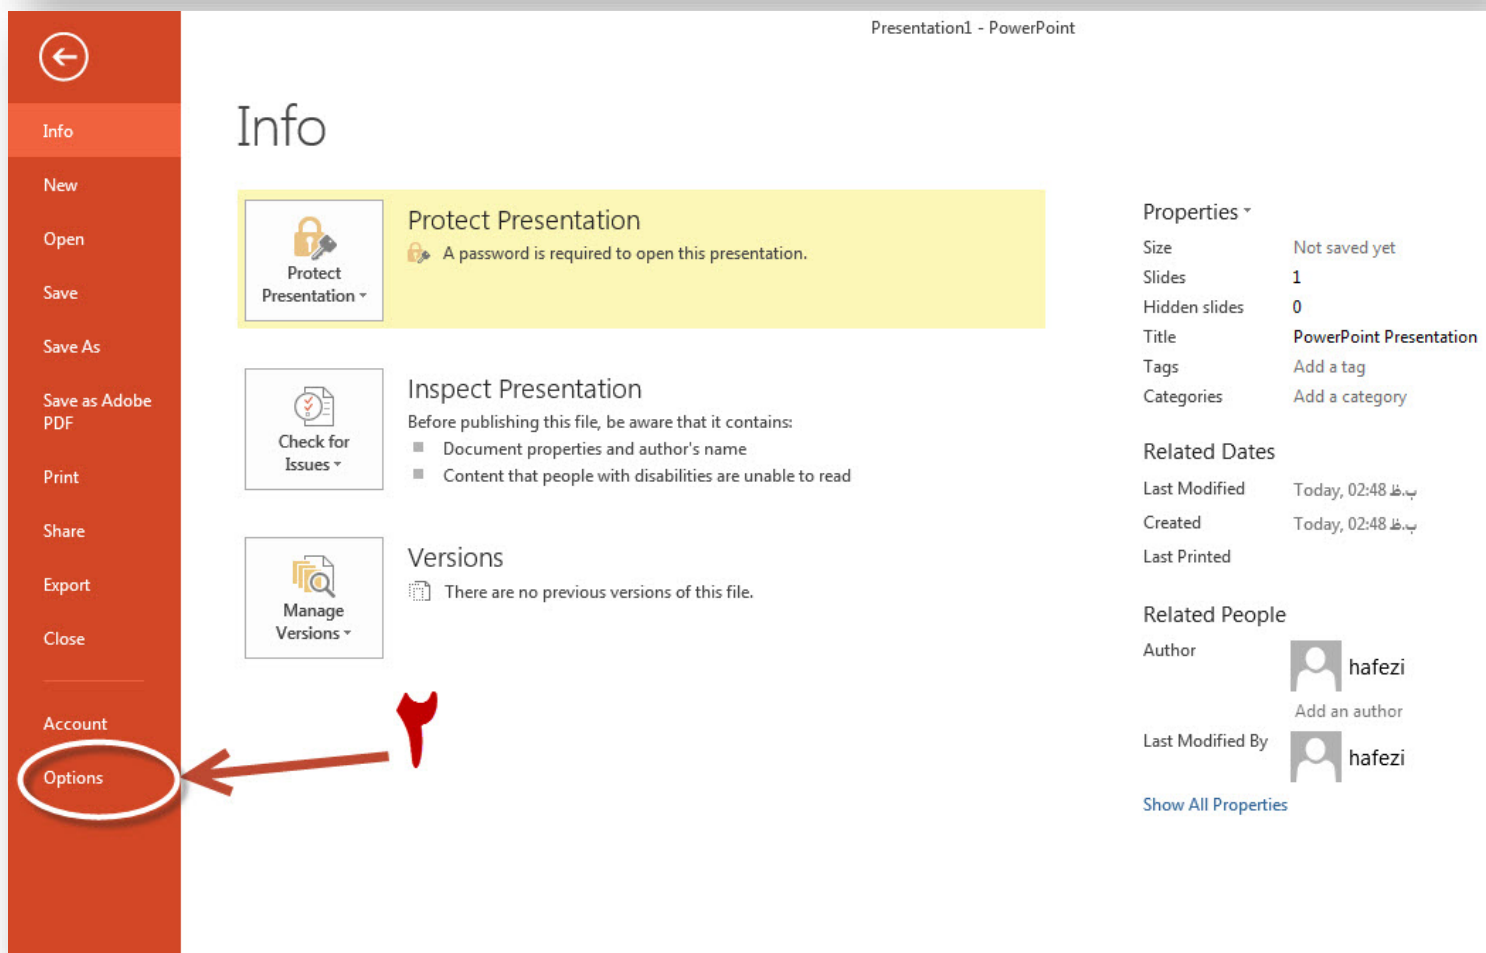 Presentation1 - PowerPoint
Info
New
Open
Save
Save As
Save as Adobe
PDF
Print
Share
Export
Close
Account
Options
Info
Protect
Presentation
Protect Presentation
A password is required to open this presentation.
Check for
Issues
Inspect Presentation
Before publishing this file, be aware that it contains:
Document properties and author's name
Content that people with disabilities are unable to read
Manage
Versions
Versions
There are no previous versions of this file.
۲
Properties
Size Not saved yet
Slides 1
Hidden slides 0
Title PowerPoint Presentation
Tags Add a tag
Categories Add a category
Related Dates
Last Modified Today, 02:48 ب.ظ
Created Today, 02:48 ب.ظ
Last Printed
Related People
Author hafezi
Add an author
Last Modified By hafezi
Show All Properties